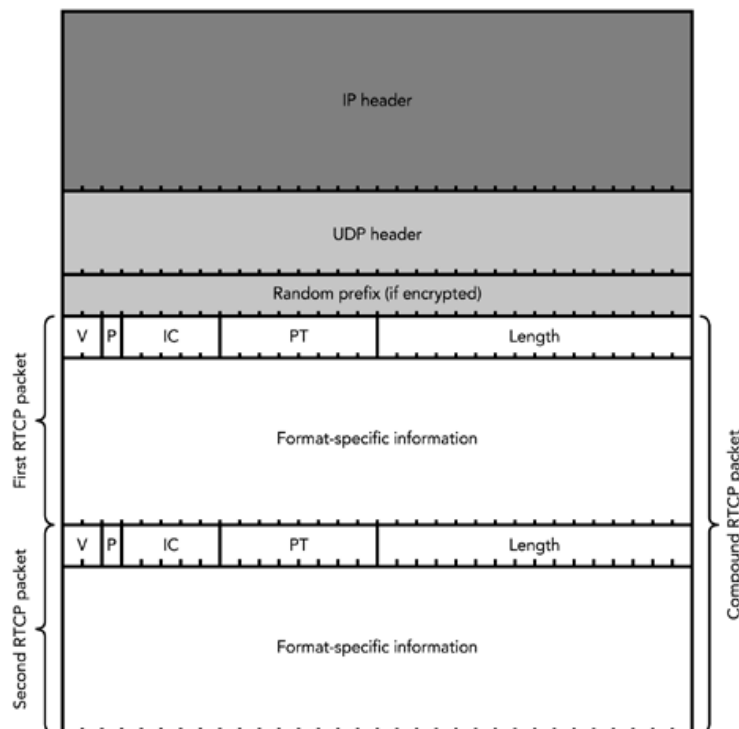 IP header
UDP header
Random prefix (if encrypted)
V P IC PT Length
First RTCP packet
Format-specific information
V P IC PT Length
Compound RTCP packet
Second RTCP packet
Format-specific information